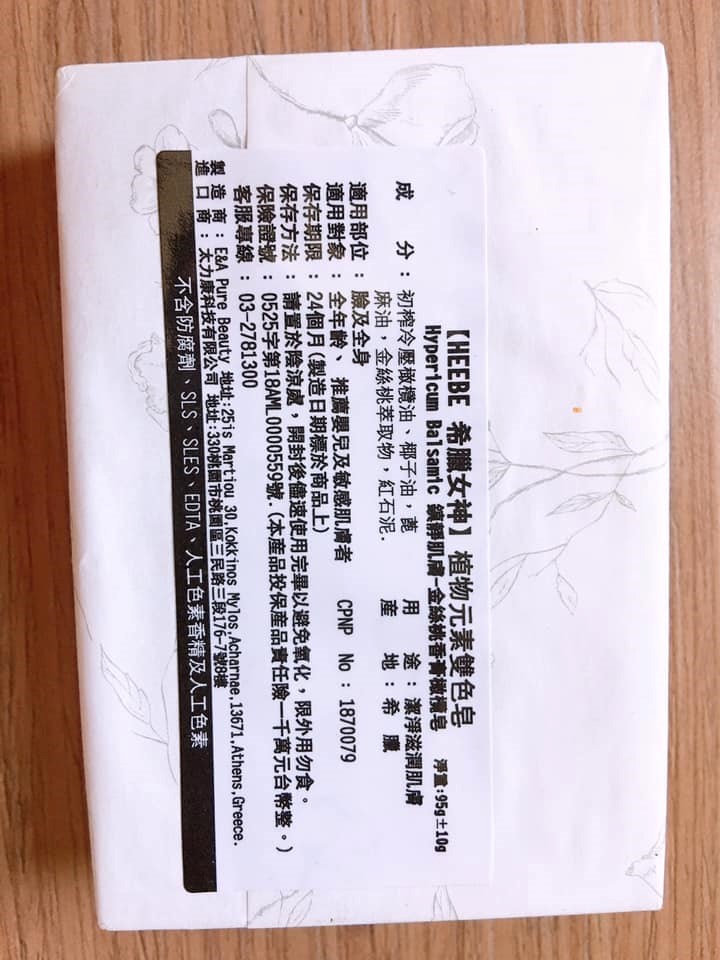 【HEEBE 希臘女神】植物元素雙色皂
Hypericum Balsamic 鎮靜肌膚-金絲桃香膏橄欖皂 淨重:95g±10g
成分：初榨冷壓橄欖油、椰子油，蓖 用途：潔淨滋潤肌膚
麻油，金絲桃萃取物，紅石泥. 產地：希臘
適用部位：臉及全身
適用對象：全年齡、推薦嬰兒及敏感肌膚者 CPNP No：1870079
保存期限：24個月(製造日期標於商品上)
保存方法：請置於陰涼處，開封後儘速使用完畢以避免氧化，限外用勿食。
保險證號：0525字第18AML0000559號.(本產品投保產品責任險一千萬元台幣整。)
客服專線：03-2781300
製造商：E&A Pure Beauty 地址:25is Martiou 30,Kokkinos Mylos,Acharnae,13671,Athens,Greece.
進口商：太力康科技有限公司 地址:330桃園市桃園區三民路三段176-7號8樓
不含防腐劑、SLS、SLES、EDTA、人工色素香精及人工色素